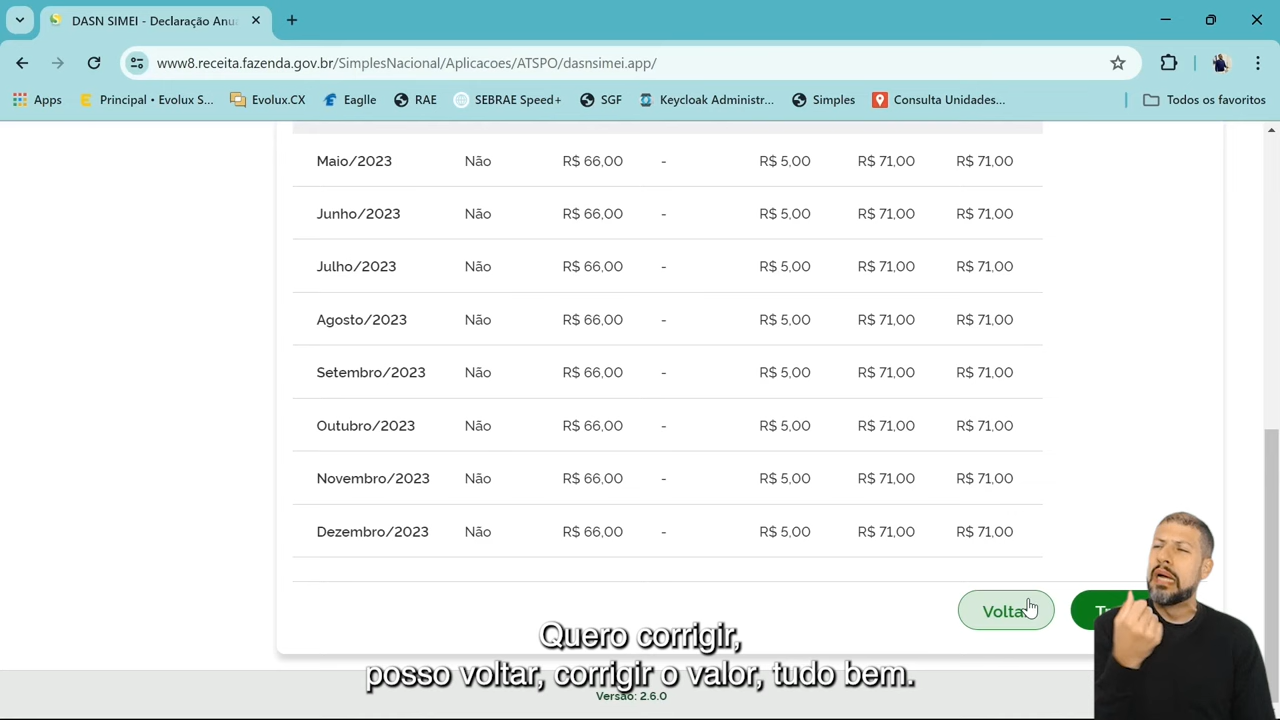 DASN SIMEI - Declaração Anu
www8.receita.fazenda.gov.br/SimplesNacional/Aplicacoes/ATSPO/dasnsimei.app/
Apps Principal • Evolux S... Evolux.CX Eaglle RAE SEBRAE Speed+ SGF Keycloak Administr... Simples Consulta Unidades... Todos os favoritos
Maio/2023 Não R$ 66,00 - R$ 5,00 R$ 71,00 R$ 71,00
Junho/2023 Não R$ 66,00 - R$ 5,00 R$ 71,00 R$ 71,00
Julho/2023 Não R$ 66,00 - R$ 5,00 R$ 71,00 R$ 71,00
Agosto/2023 Não R$ 66,00 - R$ 5,00 R$ 71,00 R$ 71,00
Setembro/2023 Não R$ 66,00 - R$ 5,00 R$ 71,00 R$ 71,00
Outubro/2023 Não R$ 66,00 - R$ 5,00 R$ 71,00 R$ 71,00
Novembro/2023 Não R$ 66,00 - R$ 5,00 R$ 71,00 R$ 71,00
Dezembro/2023 Não R$ 66,00 - R$ 5,00 R$ 71,00 R$ 71,00
Voltar
Quero corrigir,
posso voltar, corrigir o valor, tudo bem.
Versão: 2.6.0